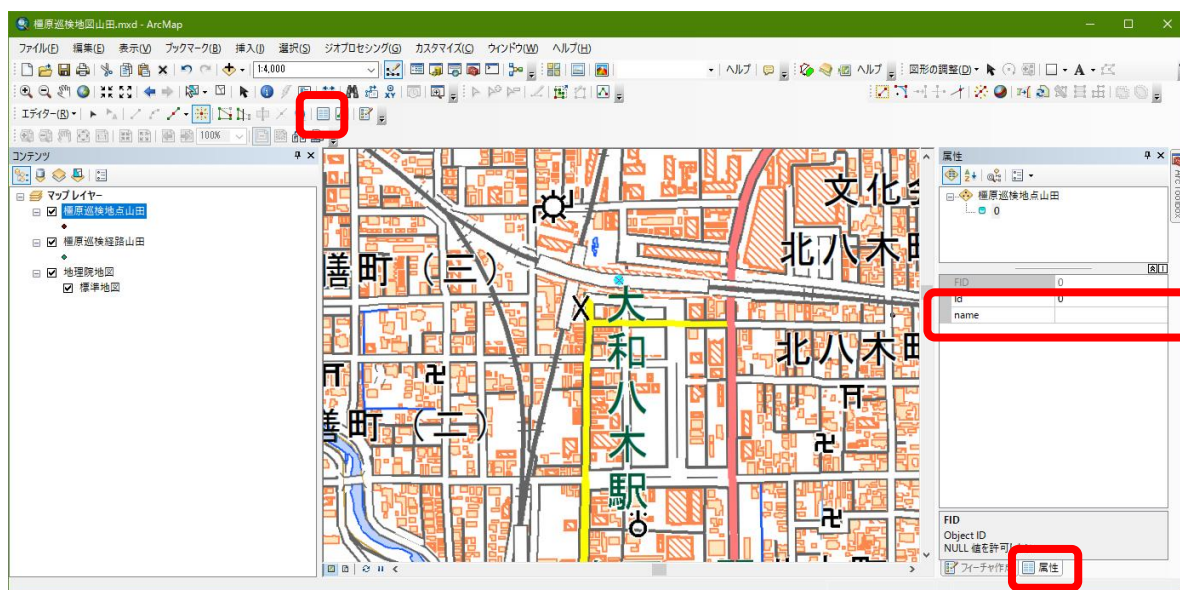 橿原巡検地図山田.mxd - ArcMap
ファイル(F) 編集(E) 表示(V) ブックマーク(B) 挿入(I) 選択(S) ジオプロセシング(G) カスタマイズ(C) ウィンドウ(W) ヘルプ(H)
1:4,000 ヘルプ ヘルプ 図形の調整(D) A
エディター(R)
100%
コンテンツ
属性
マップレイヤー
橿原巡検地点山田
橿原巡検経路山田
地理院地図
標準地図
橿原巡検地点山田
0
ArcToolbox
文化会
北八木町
善町(三)
大和八木駅
北八木町
善町(二)
FID 0
id 0
name
FID
Object ID
NULL 値を許可
フィーチャ作 属性